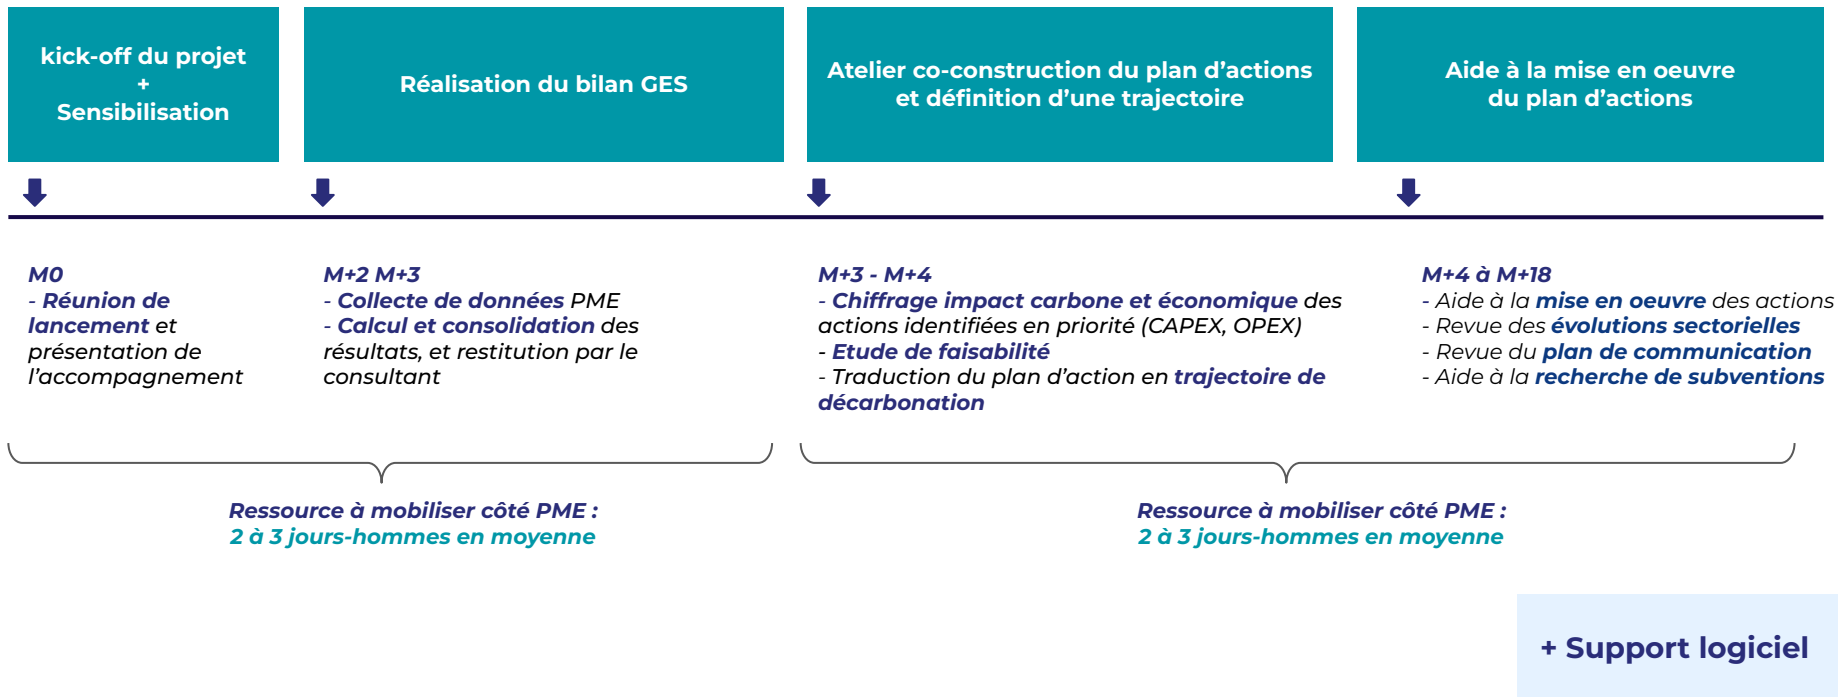 kick-off du projet
+
Sensibilisation
Réalisation du bilan GES
Atelier co-construction du plan d’actions
et définition d’une trajectoire
Aide à la mise en oeuvre
du plan d’actions
M0
- Réunion de
lancement et
présentation de
l’accompagnement
M+2 M+3
- Collecte de données PME
- Calcul et consolidation des
résultats, et restitution par le
consultant
M+3 - M+4
- Chiffrage impact carbone et économique des
actions identifiées en priorité (CAPEX, OPEX)
- Etude de faisabilité
- Traduction du plan d’action en trajectoire de
décarbonation
M+4 à M+18
- Aide à la mise en oeuvre des actions
- Revue des évolutions sectorielles
- Revue du plan de communication
- Aide à la recherche de subventions
Ressource à mobiliser côté PME :
2 à 3 jours-hommes en moyenne
Ressource à mobiliser côté PME :
2 à 3 jours-hommes en moyenne
+ Support logiciel